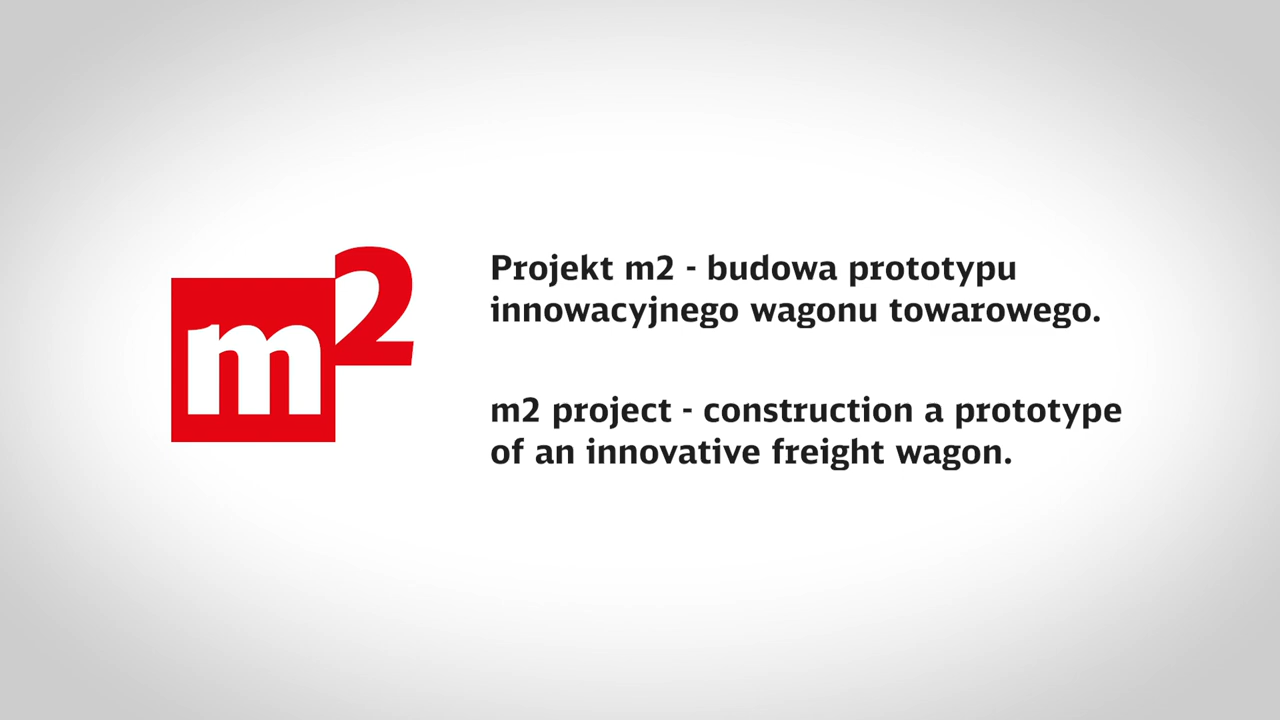 m2
Projekt m2 - budowa prototypu
innowacyjnego wagonu towarowego.
m2 project - construction a prototype
of an innovative freight wagon.